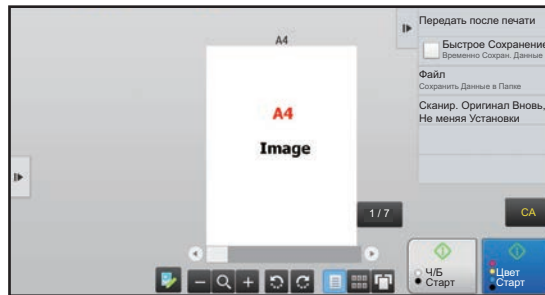 A4
A4
Image
1 / 7
Передать после печати
Быстрое Сохранение
Временно Сохран. Данные
Файл
Сохранить Данные в Папке
Сканир. Оригинал Вновь,
Не меняя Установки
CA
Ч/Б
Старт
Цвет
Старт